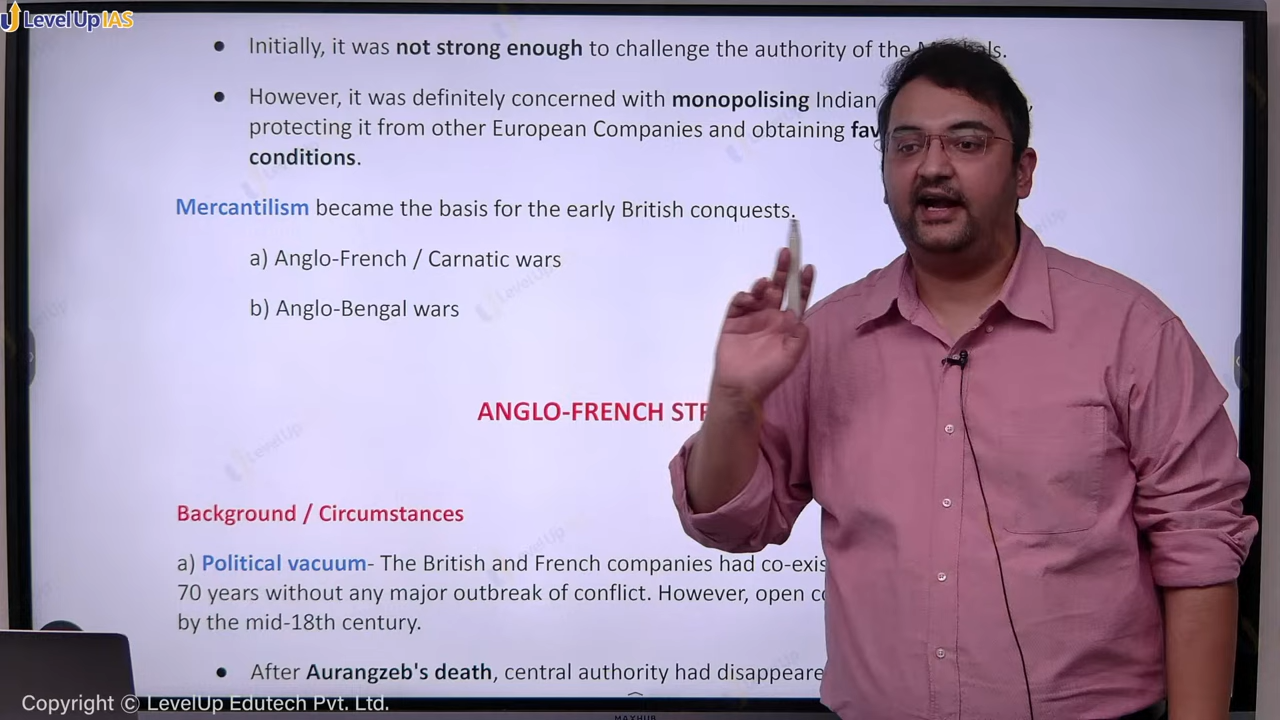 LevelUp IAS
• Initially, it was not strong enough to challenge the authority of the
• However, it was definitely concerned with monopolising Indian
protecting it from other European Companies and obtaining
conditions.
Mercantilism became the basis for the early British conquests.
a) Anglo-French / Carnatic wars
b) Anglo-Bengal wars
ANGLO-FRENCH
Background / Circumstances
a) Political vacuum- The British and French companies had
70 years without any major outbreak of conflict. However, open
by the mid-18th century.
• After Aurangzeb's death, central authority had
Copyright © LevelUp Edutech Pvt. Ltd.
MAXHUB